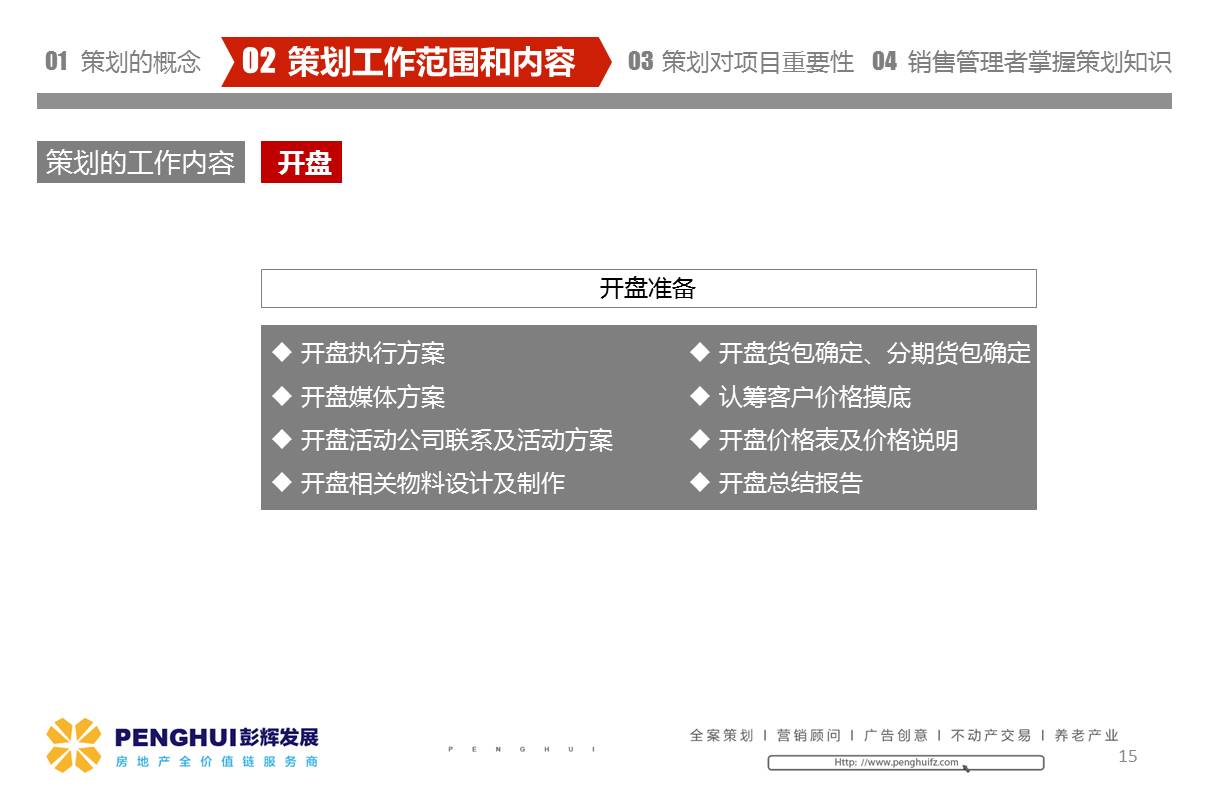 01 策划的概念 02 策划工作范围和内容 03 策划对项目重要性 04 销售管理者掌握策划知识
策划的工作内容 开盘
开盘准备
◆ 开盘执行方案
◆ 开盘媒体方案
◆ 开盘活动公司联系及活动方案
◆ 开盘相关物料设计及制作
◆ 开盘货包确定、分期货包确定
◆ 认筹客户价格摸底
◆ 开盘价格表及价格说明
◆ 开盘总结报告
PENGHUI彭辉发展
房地产全价值链服务商
PENGHUI
全案策划 I 营销顾问 I 广告创意 I 不动产交易 I 养老产业
Http: //www.penghuifz.com
15